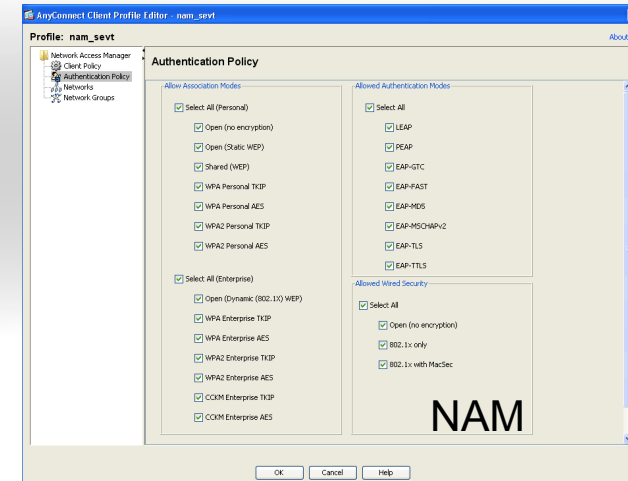 AnyConnect Client Profile Editor - nam_sevt
Profile: nam_sevt
About
Network Access Manager
Client Policy
Authentication Policy
Networks
Network Groups
Authentication Policy
Allow Association Modes
Select All (Personal)
Open (no encryption)
Open (Static WEP)
Shared (WEP)
WPA Personal TKIP
WPA Personal AES
WPA2 Personal TKIP
WPA2 Personal AES
Select All (Enterprise)
Open (Dynamic (802.1X) WEP)
WPA Enterprise TKIP
WPA Enterprise AES
WPA2 Enterprise TKIP
WPA2 Enterprise AES
CCKM Enterprise TKIP
CCKM Enterprise AES
Allowed Authentication Modes
Select All
LEAP
PEAP
EAP-GTC
EAP-FAST
EAP-MD5
EAP-MSCHAPv2
EAP-TLS
EAP-TTLS
Allowed Wired Security
Select All
Open (no encryption)
802.1x only
802.1x with MacSec
NAM
OK
Cancel
Help